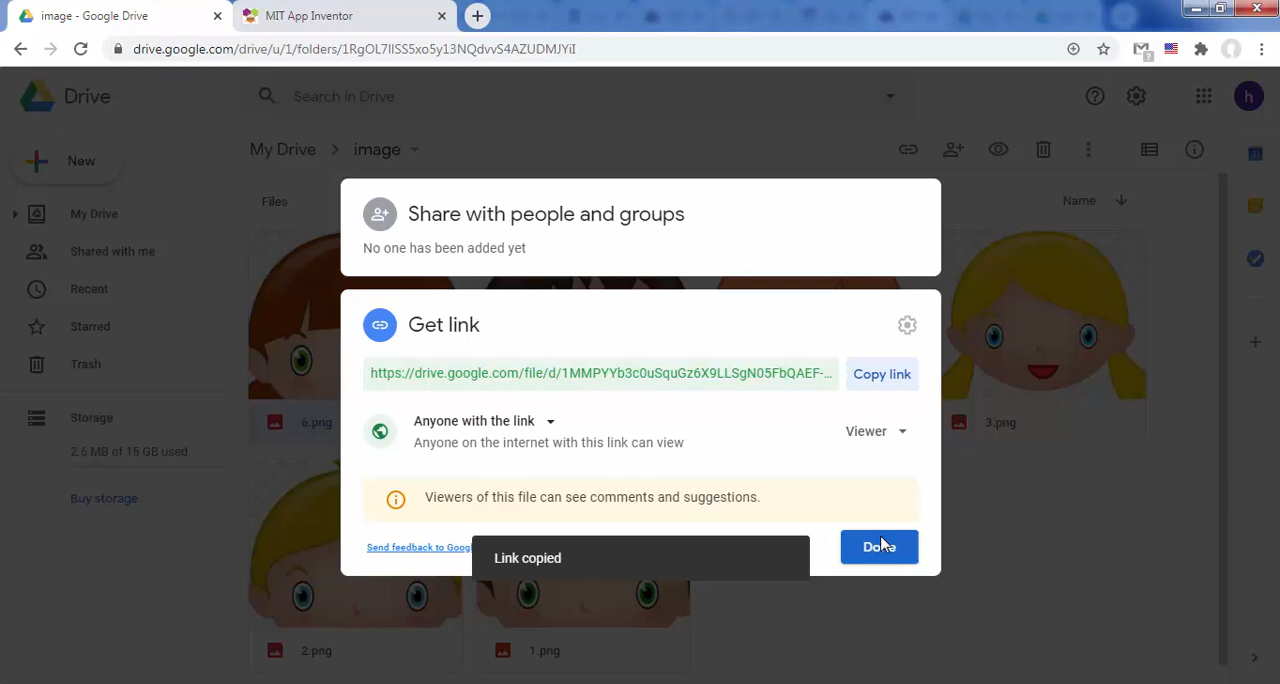 image - Google Drive
MIT App Inventor
drive.google.com/drive/u/1/folders/1RgOL7IlSS5xo5y13NQdvvS4AZUDMJYiI
Drive
Search in Drive
h
New
My Drive
image
My Drive
Shared with me
Recent
Starred
Trash
Storage
2.6 MB of 15 GB used
Buy storage
Files
Name
Share with people and groups
No one has been added yet
Get link
https://drive.google.com/file/d/1MMPYYb3c0uSquGz6X9LLSgN05FbQAEF-...
Copy link
Anyone with the link
Anyone on the internet with this link can view
Viewer
Viewers of this file can see comments and suggestions.
Send feedback to Goog
Link copied
Done
6.png
3.png
2.png
1.png